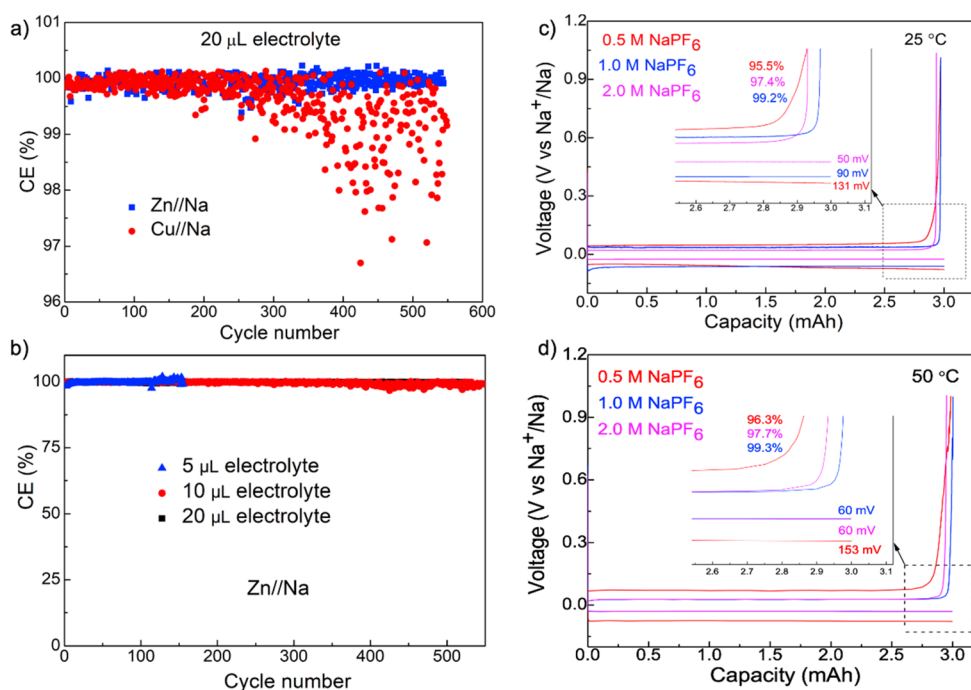 a)
20 μL electrolyte
CE (%)
100
99
98
97
96
Zn//Na
Cu//Na
0 100 200 300 400 500 600
Cycle number
b)
CE (%)
100
75
50
25
0
5 μL electrolyte
10 μL electrolyte
20 μL electrolyte
Zn//Na
0 100 200 300 400 500
Cycle number
c)
Voltage (V vs Na⁺/Na)
1.2
0.9
0.6
0.3
0.0
0.5 M NaPF₆
1.0 M NaPF₆
2.0 M NaPF₆
25 °C
95.5%
97.4%
99.2%
50 mV
90 mV
131 mV
2.6 2.7 2.8 2.9 3.0 3.1
0.0 0.5 1.0 1.5 2.0 2.5 3.0
Capacity (mAh)
d)
Voltage (V vs Na⁺/Na)
1.2
0.9
0.6
0.3
0.0
0.5 M NaPF₆
1.0 M NaPF₆
2.0 M NaPF₆
50 °C
96.3%
97.7%
99.3%
60 mV
60 mV
153 mV
2.6 2.7 2.8 2.9 3.0 3.1
0.0 0.5 1.0 1.5 2.0 2.5 3.0
Capacity (mAh)